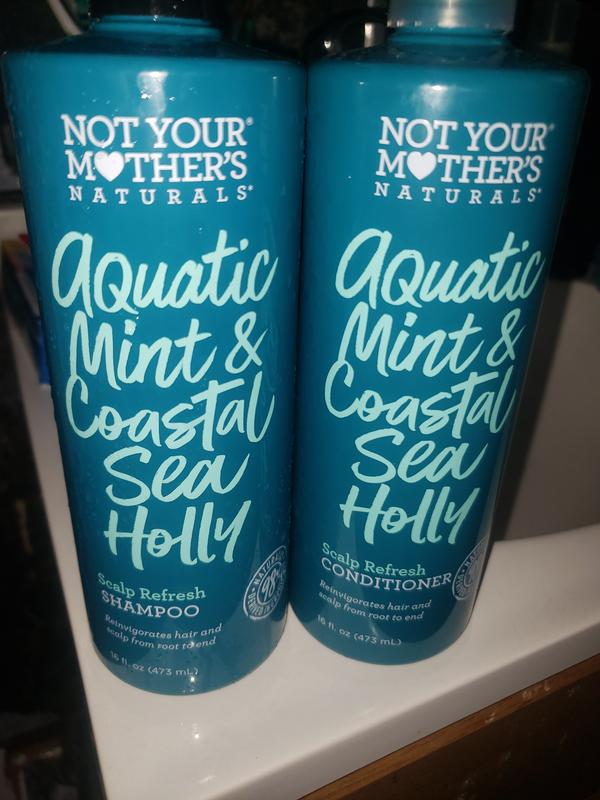 NOT YOUR®
MOTHER'S
NATURALS®
Aquatic
Mint &
Coastal
Sea
Holly
Scalp Refresh
SHAMPOO
Reinvigorates hair and
scalp from root to end
16 fl. oz (473 mL)
NOT YOUR®
MOTHER'S
NATURALS®
Aquatic
Mint &
Coastal
Sea
Holly
Scalp Refresh
CONDITIONER
Reinvigorates hair and
scalp from root to end
16 fl. oz (473 mL)